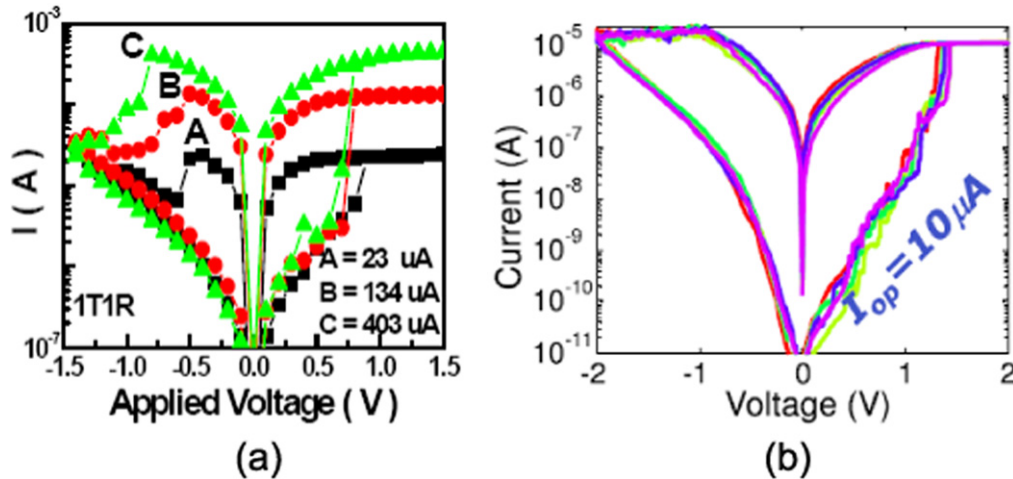 10⁻³
C
B
A
I ( A )
A = 23 uA
B = 134 uA
C = 403 uA
1T1R
10⁻⁷
-1.5 -1.0 -0.5 0.0 0.5 1.0 1.5
Applied Voltage ( V )
(a)
10⁻⁵
10⁻⁶
10⁻⁷
10⁻⁸
10⁻⁹
10⁻¹⁰
10⁻¹¹
Current (A)
I_op=10μA
-2 -1 0 1 2
Voltage (V)
(b)